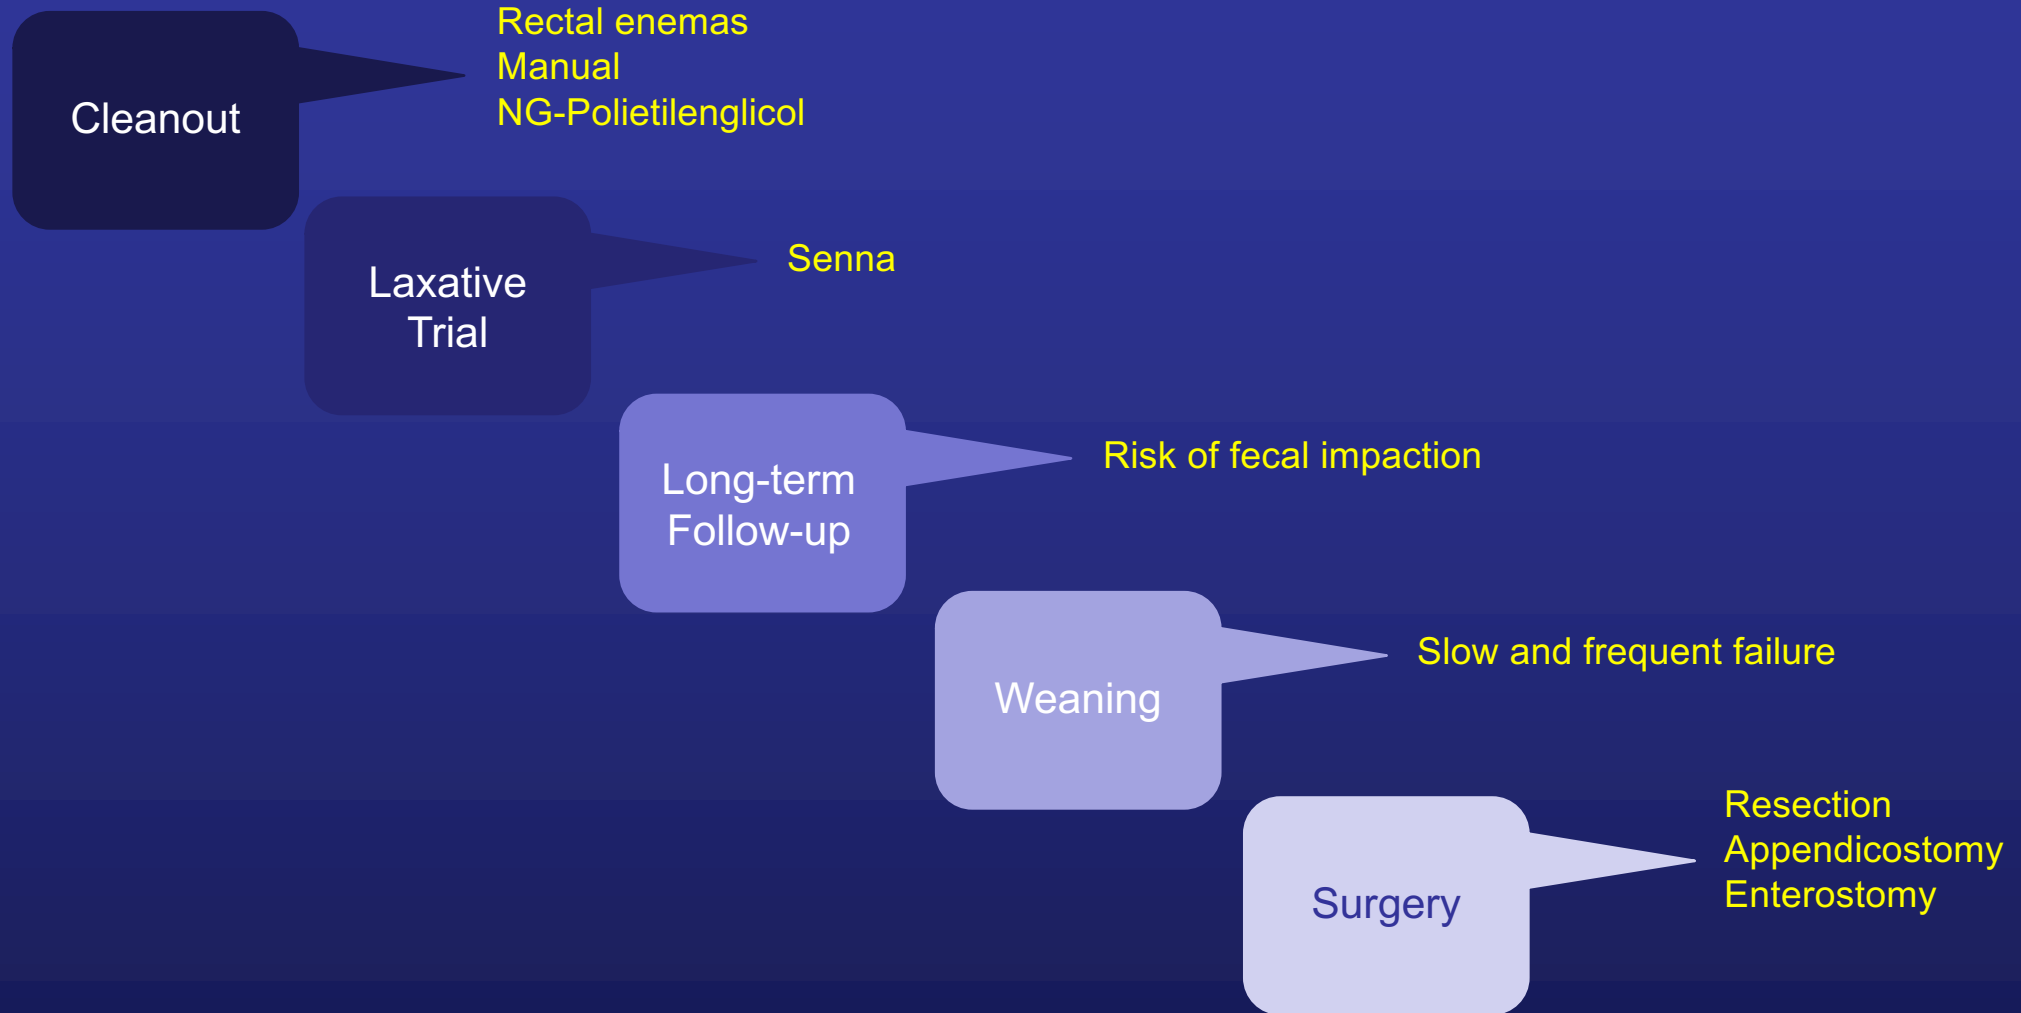 Cleanout
Rectal enemas
Manual
NG-Polietilenglicol
Laxative
Trial
Senna
Long-term
Follow-up
Risk of fecal impaction
Weaning
Slow and frequent failure
Surgery
Resection
Appendicostomy
Enterostomy